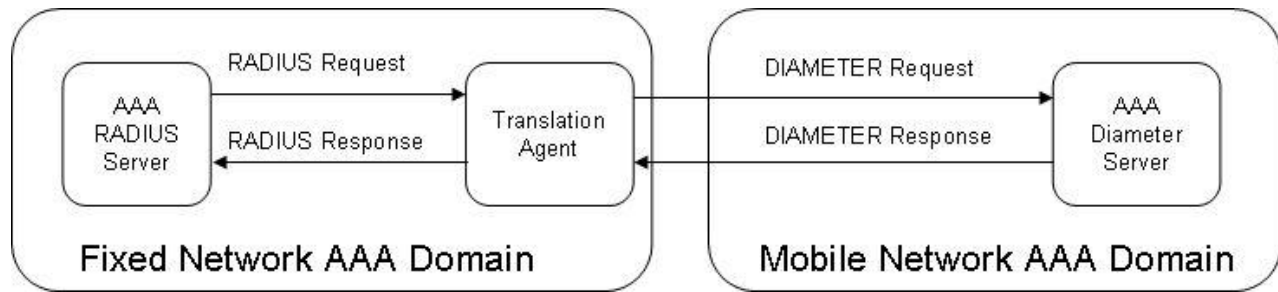 RADIUS Request
DIAMETER Request
AAA
RADIUS
Server
Translation
Agent
AAA
Diameter
Server
RADIUS Response
DIAMETER Response
Fixed Network AAA Domain
Mobile Network AAA Domain